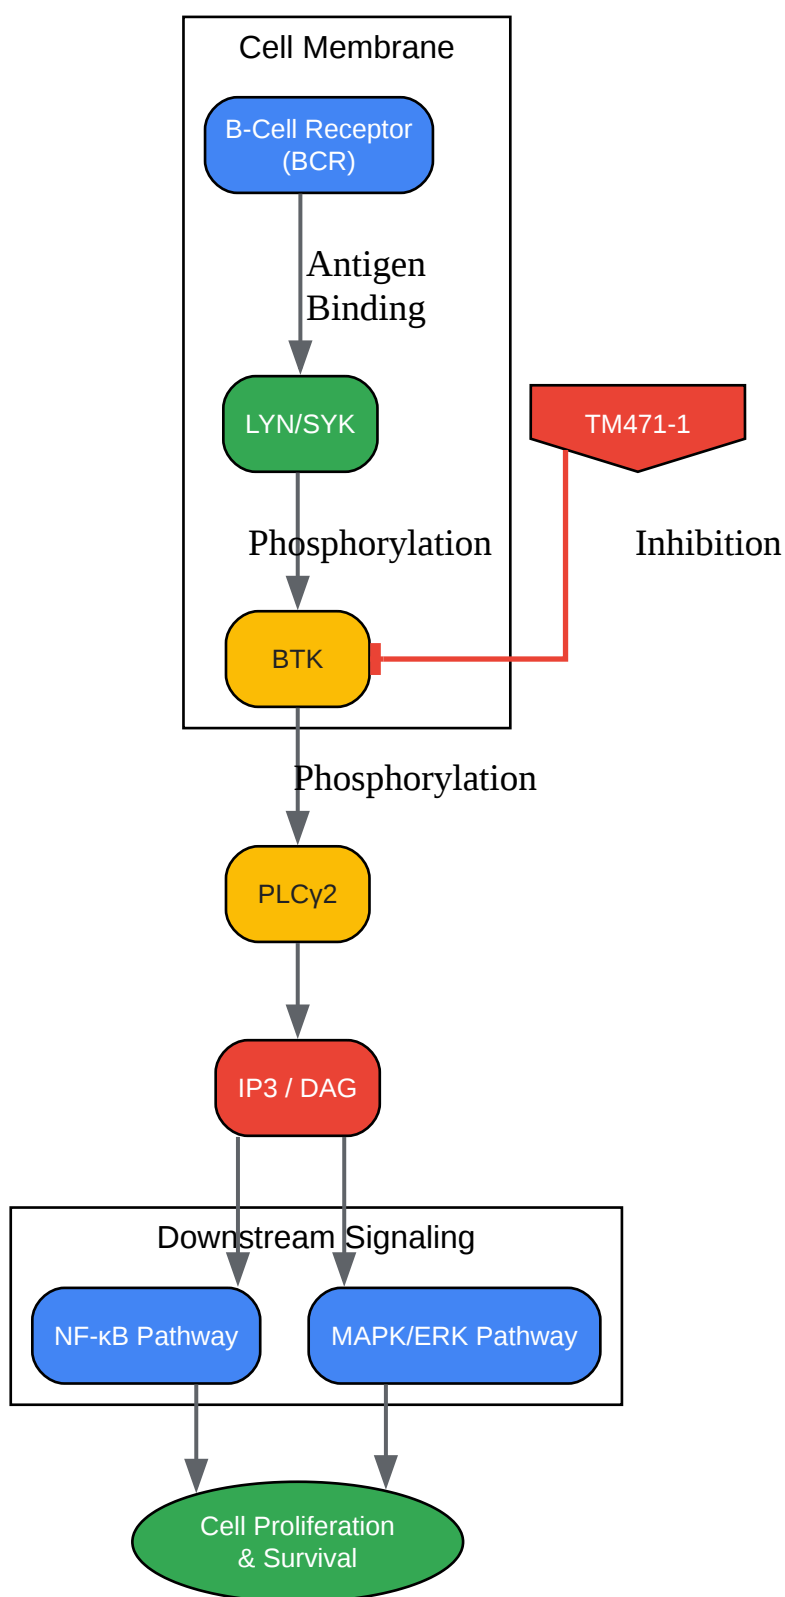 Cell Membrane
B-Cell Receptor
(BCR)
Antigen
Binding
LYN/SYK
TM471-1
Phosphorylation
Inhibition
BTK
Phosphorylation
PLCγ2
IP3 / DAG
Downstream Signaling
NF-κB Pathway
MAPK/ERK Pathway
Cell Proliferation
& Survival